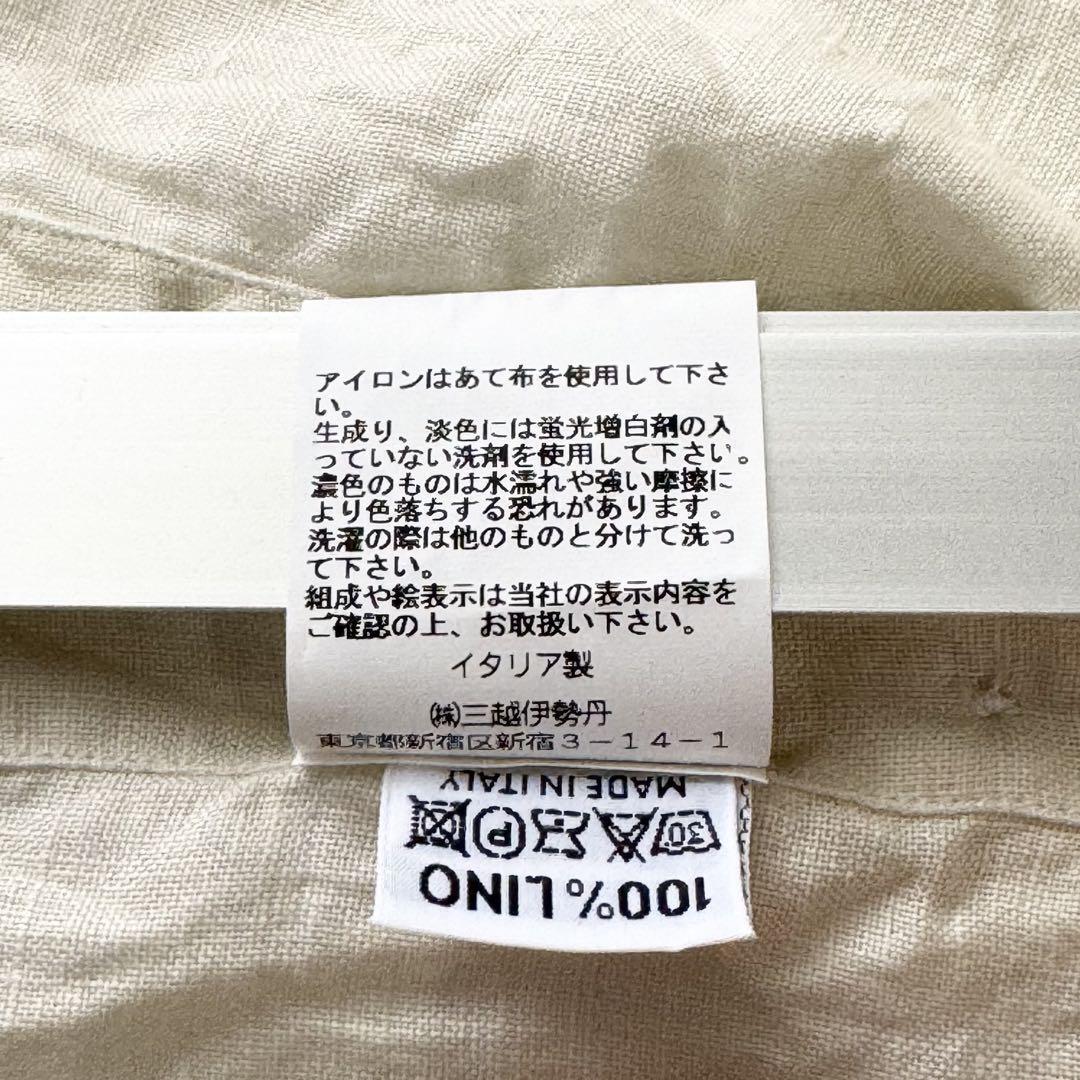 アイロンはあて布を使用して下さ
い。
生成り、淡色には蛍光増白剤の入
っていない洗剤を使用して下さい。
濃色のものは水濡れや強い摩擦に
より色落ちする恐れがあります。
洗濯の際は他のものと分けて洗っ
て下さい。
組成や絵表示は当社の表示内容を
ご確認の上、お取扱い下さい。
イタリア製
㈱三越伊勢丹
東京都新宿区新宿3-14-1
100% LINO
30 P
MADE IN ITALY